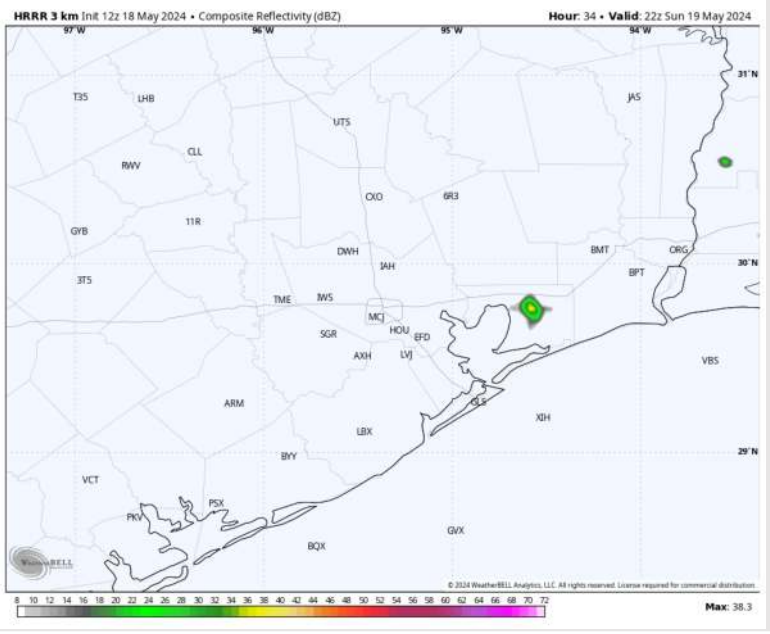 HRRR 3 km Init 12z 18 May 2024 • Composite Reflectivity (dBZ)
Hour: 34 • Valid: 22z Sun 19 May 2024
97°W 96°W 95°W 94°W
31°N
T35 LHB JAS
UTS
CLL
RWV
CXO 6R3
11R
GYB
DWH BMT ORG
30°N
IAH
BPT
3T5
TME IWS
MCJ
SGR HOU EFD
AXH LVJ VBS
ARM GLS
XIH
LBX
29°N
BYY
VCT
PSX
PKV
GVX
BQX
WeatherBELL
© 2024 WeatherBELL Analytics, LLC. All rights reserved. License required for commercial distribution.
8 10 12 14 16 18 20 22 24 26 28 30 32 34 36 38 40 42 44 46 48 50 52 54 56 58 60 62 64 66 68 70 72
Max: 38.3